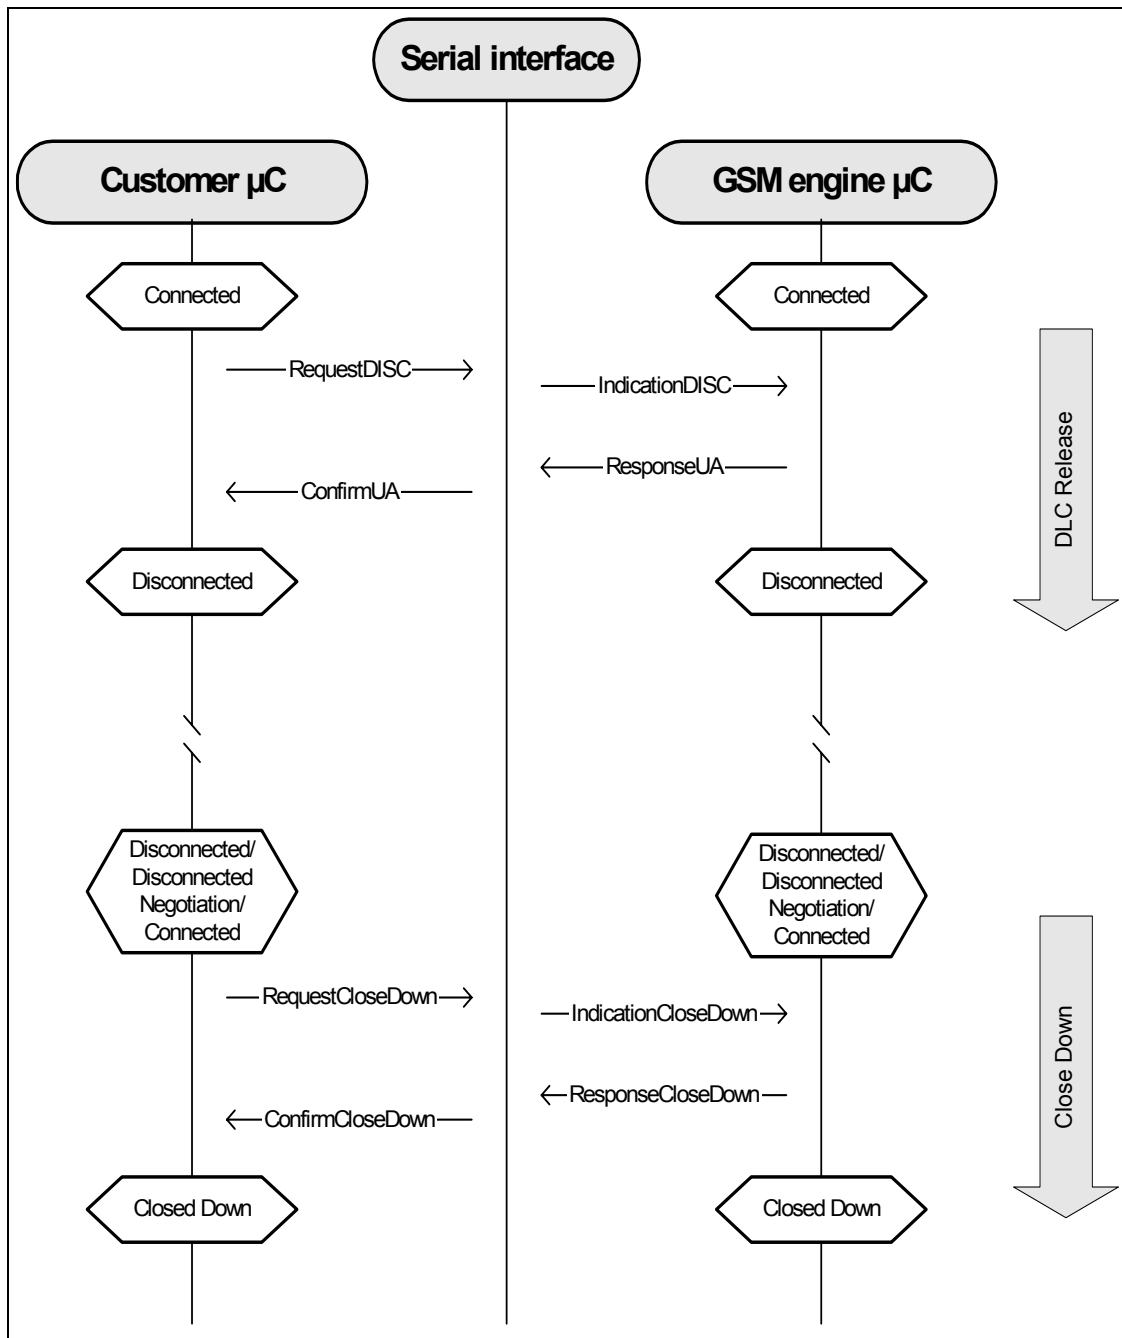 Serial interface
Customer µC
GSM engine µC
Connected
Connected
RequestDISC
IndicationDISC
ResponseUA
ConfirmUA
DLC Release
Disconnected
Disconnected
Disconnected/
Disconnected
Negotiation/
Connected
Disconnected/
Disconnected
Negotiation/
Connected
RequestCloseDown
IndicationCloseDown
ResponseCloseDown
ConfirmCloseDown
Close Down
Closed Down
Closed Down